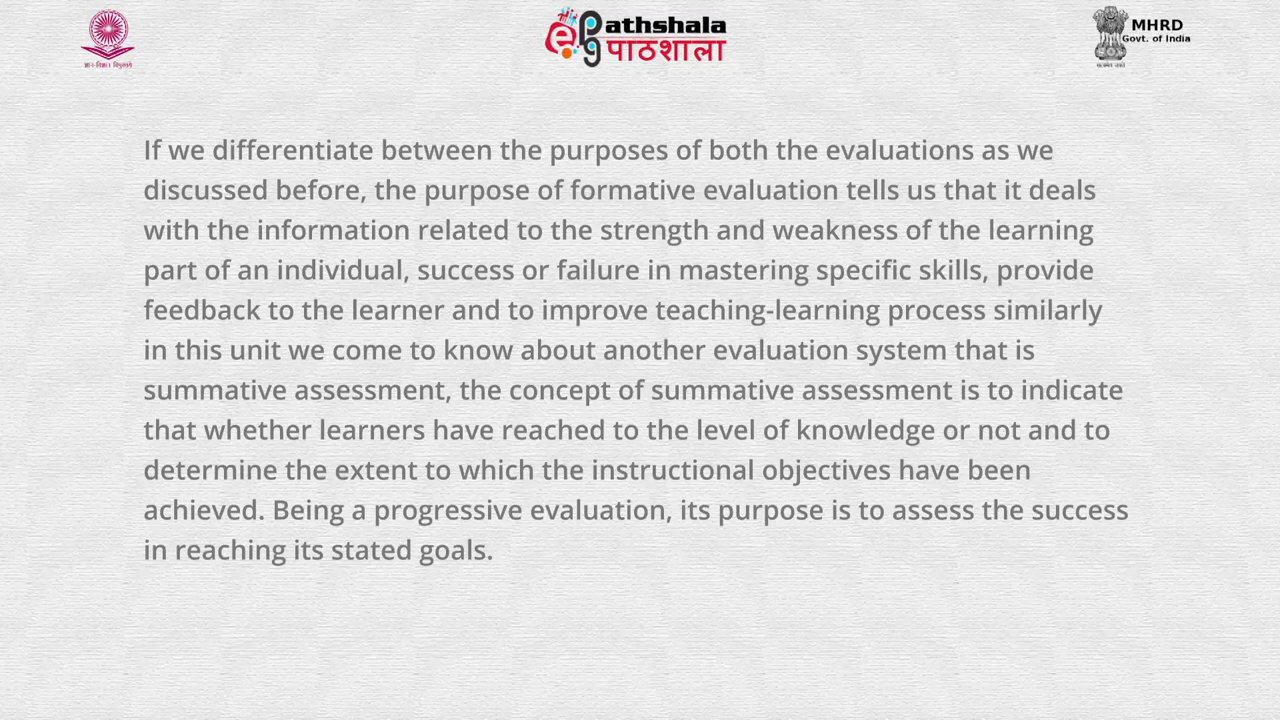 ePG Pathshala
पाठशाला
MHRD
Govt. of India
If we differentiate between the purposes of both the evaluations as we
discussed before, the purpose of formative evaluation tells us that it deals
with the information related to the strength and weakness of the learning
part of an individual, success or failure in mastering specific skills, provide
feedback to the learner and to improve teaching-learning process similarly
in this unit we come to know about another evaluation system that is
summative assessment, the concept of summative assessment is to indicate
that whether learners have reached to the level of knowledge or not and to
determine the extent to which the instructional objectives have been
achieved. Being a progressive evaluation, its purpose is to assess the success
in reaching its stated goals.